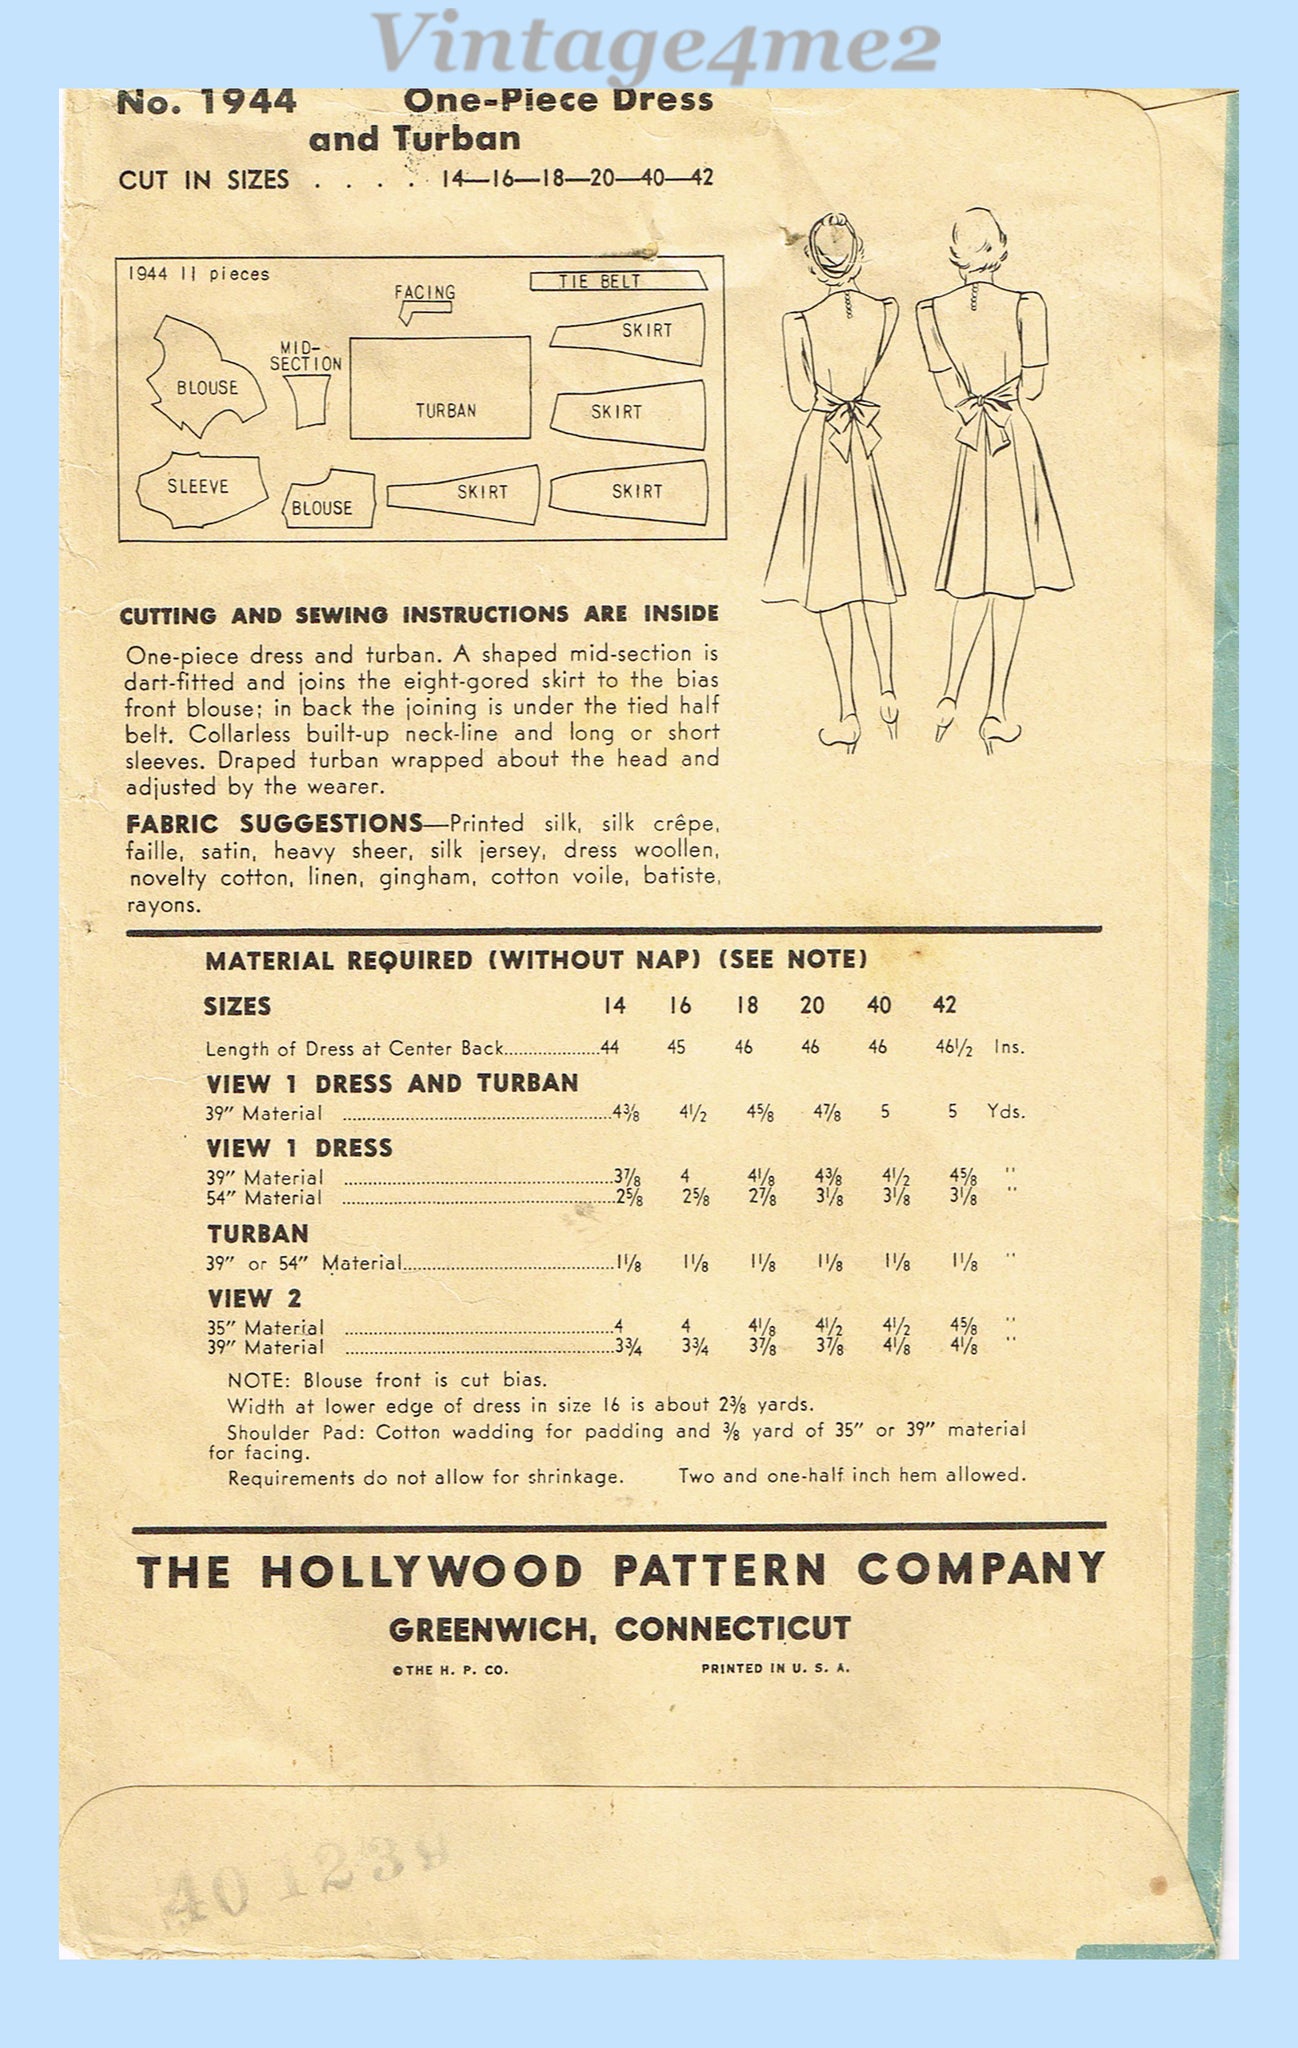 Vintage4me2
No. 1944 One-Piece Dress
and Turban
CUT IN SIZES . . . . 14—16—18—20—40—42
1944 11 pieces
TIE BELT
FACING
SKIRT
MID-
SECTION
BLOUSE
TURBAN
SKIRT
SLEEVE
BLOUSE
SKIRT
SKIRT
CUTTING AND SEWING INSTRUCTIONS ARE INSIDE
One-piece dress and turban. A shaped mid-section is
dart-fitted and joins the eight-gored skirt to the bias
front blouse; in back the joining is under the tied half
belt. Collarless built-up neck-line and long or short
sleeves. Draped turban wrapped about the head and
adjusted by the wearer.
FABRIC SUGGESTIONS—Printed silk, silk crêpe,
faille, satin, heavy sheer, silk jersey, dress woollen,
novelty cotton, linen, gingham, cotton voile, batiste,
rayons.
MATERIAL REQUIRED (WITHOUT NAP) (SEE NOTE)
SIZES 14 16 18 20 40 42
Length of Dress at Center Back...................44 45 46 46 46 46½ Ins.
VIEW 1 DRESS AND TURBAN
39" Material ......................................................4⅜ 4½ 4⅝ 4⅞ 5 5 Yds.
VIEW 1 DRESS
39" Material ......................................................3⅞ 4 4⅛ 4⅜ 4½ 4⅝ "
54" Material ......................................................2⅝ 2⅝ 2⅞ 3⅛ 3⅛ 3⅛ "
TURBAN
39" or 54" Material..........................................1⅛ 1⅛ 1⅛ 1⅛ 1⅛ 1⅛ "
VIEW 2
35" Material ......................................................4 4 4⅛ 4½ 4½ 4⅝ "
39" Material ......................................................3¾ 3¾ 3⅞ 3⅞ 4⅛ 4⅛ "
NOTE: Blouse front is cut bias.
Width at lower edge of dress in size 16 is about 2⅜ yards.
Shoulder Pad: Cotton wadding for padding and ⅜ yard of 35" or 39" material
for facing.
Requirements do not allow for shrinkage. Two and one-half inch hem allowed.
THE HOLLYWOOD PATTERN COMPANY
GREENWICH, CONNECTICUT
©THE H. P. CO. PRINTED IN U. S. A.
40